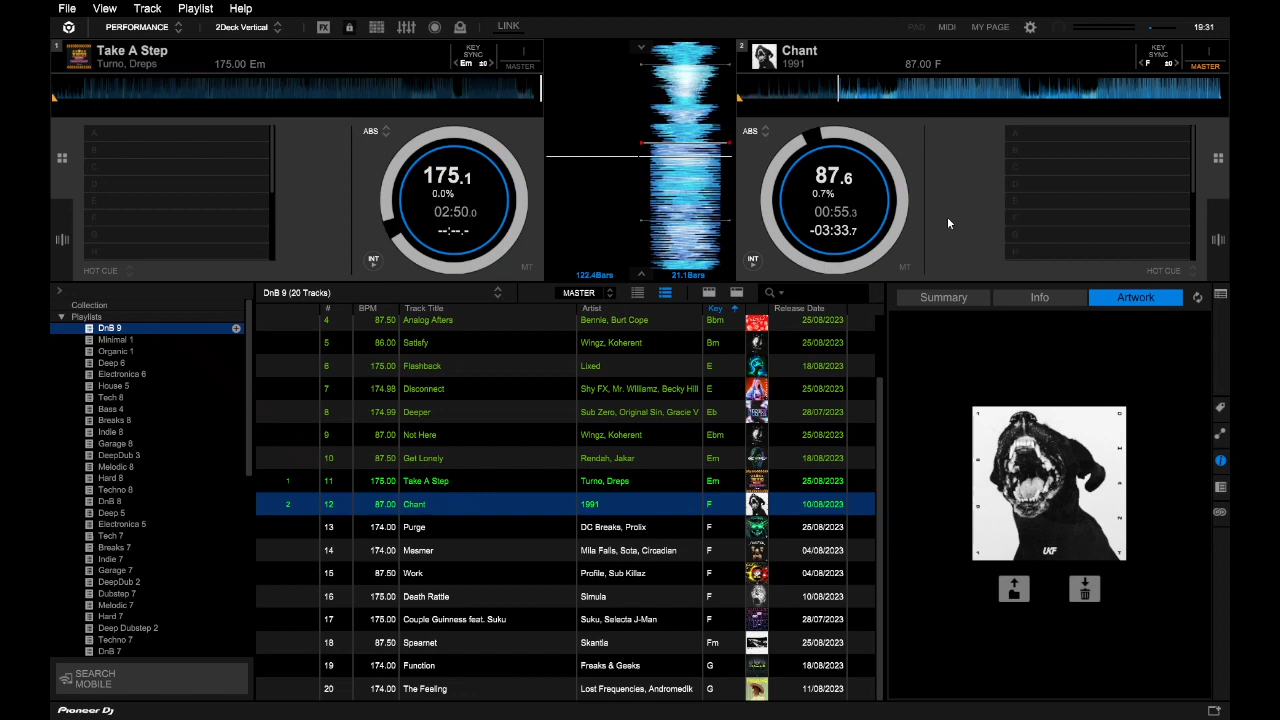 File View Track Playlist Help
PERFORMANCE 2Deck Vertical FX LINK PAD MIDI MY PAGE 19:31
1 Take A Step KEY SYNC
Turno, Dreps 175.00 Em Em ±0 MASTER
2 Chant KEY SYNC
1991 87.00 F F ±0 MASTER
A
B
C
D
E
F
G
H
HOT CUE
ABS
175.1
0.0%
02:50.0
--:--.-
INT
MT
122.4Bars 21.1Bars
ABS
87.6
0.7%
00:55.3
-03:33.7
INT
MT
A
B
C
D
E
F
G
H
HOT CUE
Collection
Playlists
DnB 9
Minimal 1
Organic 1
Deep 6
Electronica 6
House 5
Tech 8
Bass 4
Breaks 8
Indie 8
Garage 8
DeepDub 3
Melodic 8
Hard 8
Techno 8
DnB 8
Deep 5
Electronica 5
Tech 7
Breaks 7
Indie 7
Garage 7
DeepDub 2
Dubstep 7
Melodic 7
Hard 7
Deep Dubstep 2
Techno 7
DnB 7
SEARCH
MOBILE
DnB 9 (20 Tracks) MASTER
# BPM Track Title Artist Key Release Date
4 87.50 Analog Afters Bennie, Burt Cope Bbm 25/08/2023
5 86.00 Satisfy Wingz, Koherent Bm 25/08/2023
6 175.00 Flashback Lixed E 18/08/2023
7 174.98 Disconnect Shy FX, Mr. Williamz, Becky Hill E 25/08/2023
8 174.99 Deeper Sub Zero, Original Sin, Gracie V Eb 28/07/2023
9 87.00 Not Here Wingz, Koherent Ebm 25/08/2023
10 87.50 Get Lonely Rendah, Jakar Em 18/08/2023
1 11 175.00 Take A Step Turno, Dreps Em 25/08/2023
2 12 87.00 Chant 1991 F 10/08/2023
13 174.00 Purge DC Breaks, Prolix F 25/08/2023
14 174.00 Mesmer Mila Falls, Sota, Circadian F 04/08/2023
15 87.50 Work Profile, Sub Killaz F 04/08/2023
16 175.00 Death Rattle Simula F 10/08/2023
17 175.00 Couple Guinness feat. Suku Suku, Selecta J-Man F 28/07/2023
18 87.50 Spearnet Skantia Fm 25/08/2023
19 174.00 Function Freaks & Geeks G 18/08/2023
20 174.00 The Feeling Lost Frequencies, Andromedik G 11/08/2023
Summary Info Artwork
UKF
Pioneer Dj